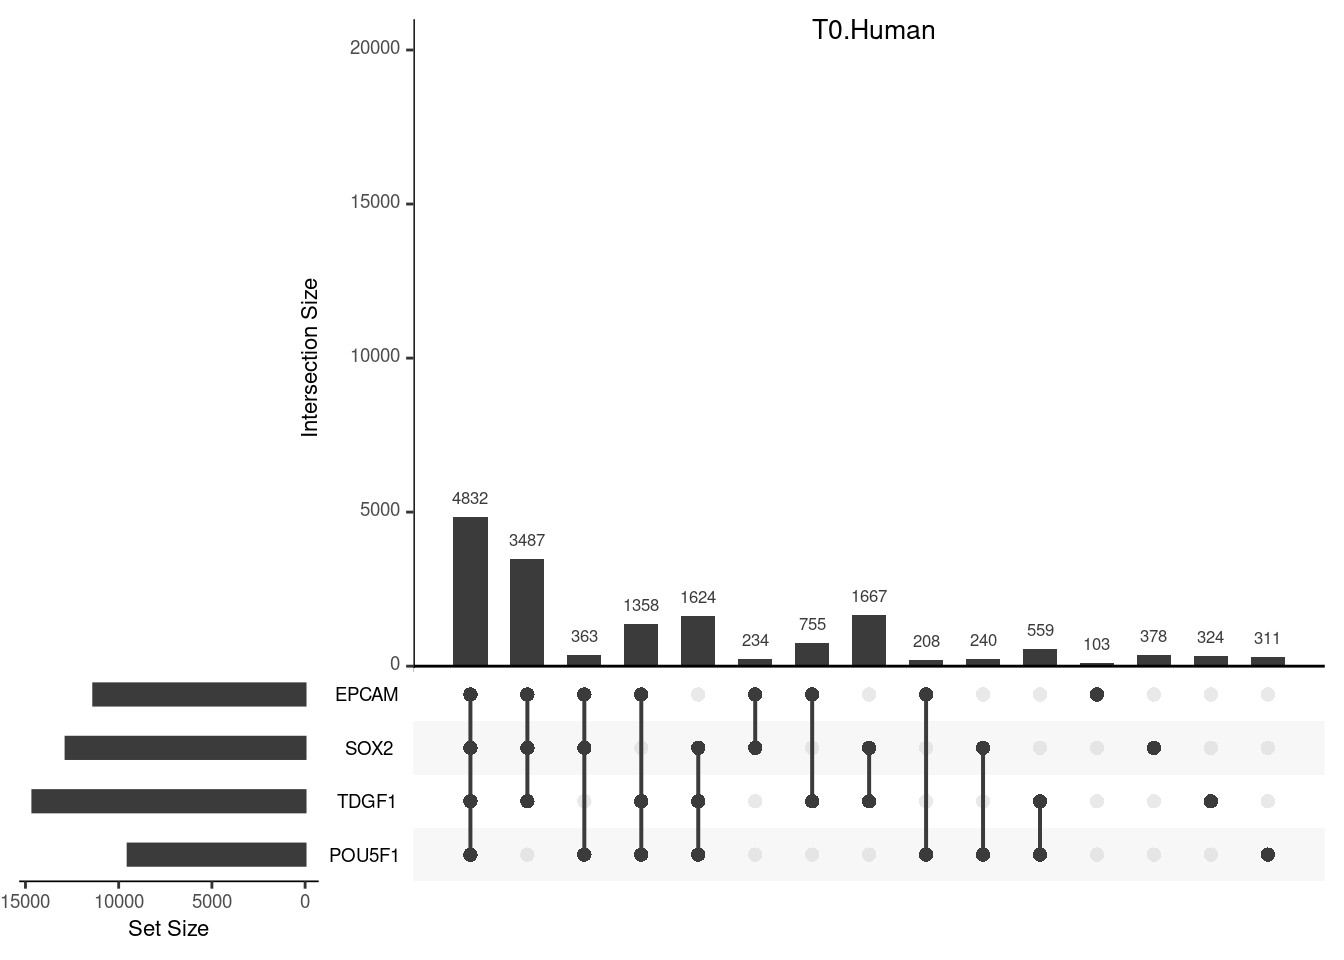 T0.Human
20000
15000
10000
5000
0
Intersection Size
4832
3487
363
1358
1624
234
755
1667
208
240
559
103
378
324
311
EPCAM
SOX2
TDGF1
POU5F1
15000 10000 5000 0
Set Size